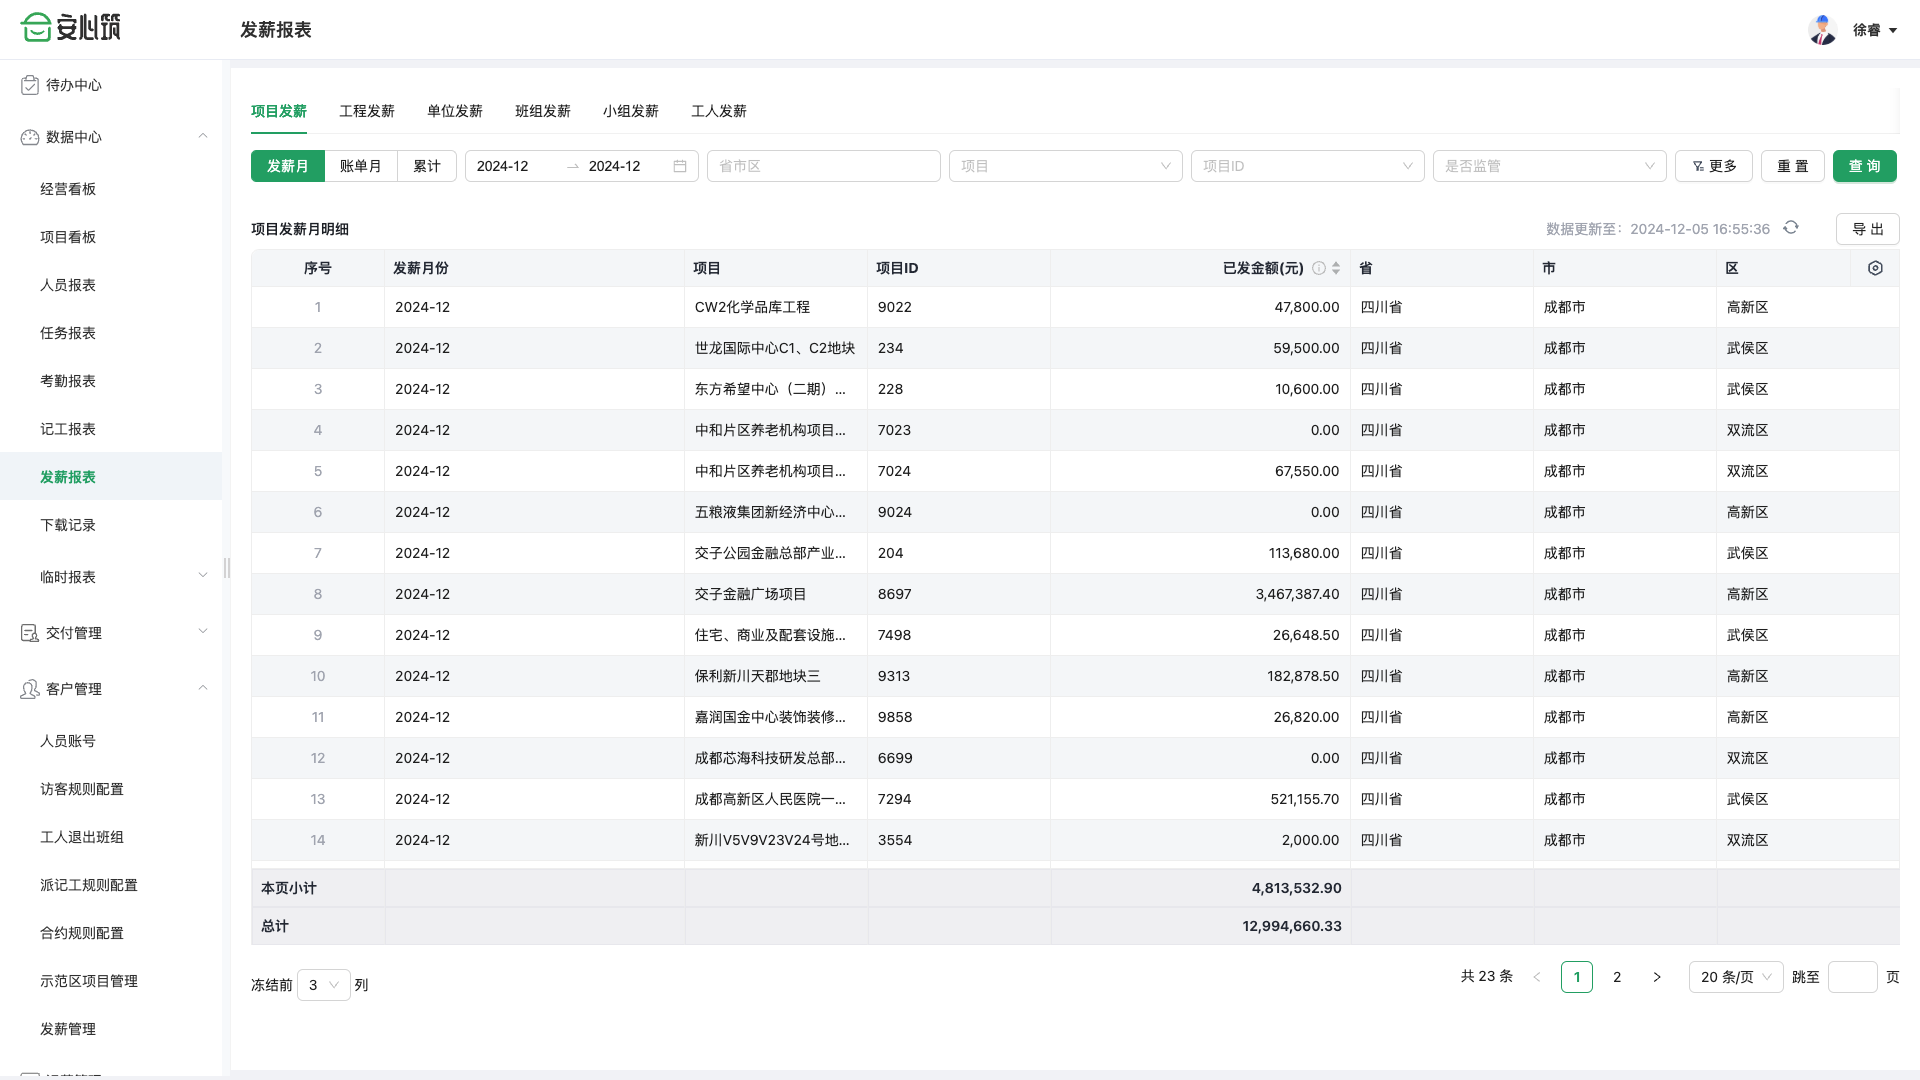 安心筑
发薪报表
徐睿
待办中心
数据中心
经营看板
项目看板
人员报表
任务报表
考勤报表
记工报表
发薪报表
下载记录
临时报表
交付管理
客户管理
人员账号
访客规则配置
工人退出班组
派记工规则配置
合约规则配置
示范区项目管理
发薪管理
项目发薪 工程发薪 单位发薪 班组发薪 小组发薪 工人发薪
发薪月 账单月 累计 2024-12 → 2024-12 省市区 项目 项目ID 是否监管 更多 重 置 查 询
项目发薪月明细 数据更新至：2024-12-05 16:55:36 导 出
序号 发薪月份 项目 项目ID 已发金额(元) 省 市 区
1 2024-12 CW2化学品库工程 9022 47,800.00 四川省 成都市 高新区
2 2024-12 世龙国际中心C1、C2地块 234 59,500.00 四川省 成都市 武侯区
3 2024-12 东方希望中心（二期）... 228 10,600.00 四川省 成都市 武侯区
4 2024-12 中和片区养老机构项目... 7023 0.00 四川省 成都市 双流区
5 2024-12 中和片区养老机构项目... 7024 67,550.00 四川省 成都市 双流区
6 2024-12 五粮液集团新经济中心... 9024 0.00 四川省 成都市 高新区
7 2024-12 交子公园金融总部产业... 204 113,680.00 四川省 成都市 武侯区
8 2024-12 交子金融广场项目 8697 3,467,387.40 四川省 成都市 高新区
9 2024-12 住宅、商业及配套设施... 7498 26,648.50 四川省 成都市 武侯区
10 2024-12 保利新川天郡地块三 9313 182,878.50 四川省 成都市 高新区
11 2024-12 嘉润国金中心装饰装修... 9858 26,820.00 四川省 成都市 高新区
12 2024-12 成都芯海科技研发总部... 6699 0.00 四川省 成都市 双流区
13 2024-12 成都高新区人民医院一... 7294 521,155.70 四川省 成都市 武侯区
14 2024-12 新川V5V9V23V24号地... 3554 2,000.00 四川省 成都市 双流区
本页小计 4,813,532.90
总计 12,994,660.33
冻结前 3 列
共 23 条 < 1 2 > 20 条/页 跳至 页